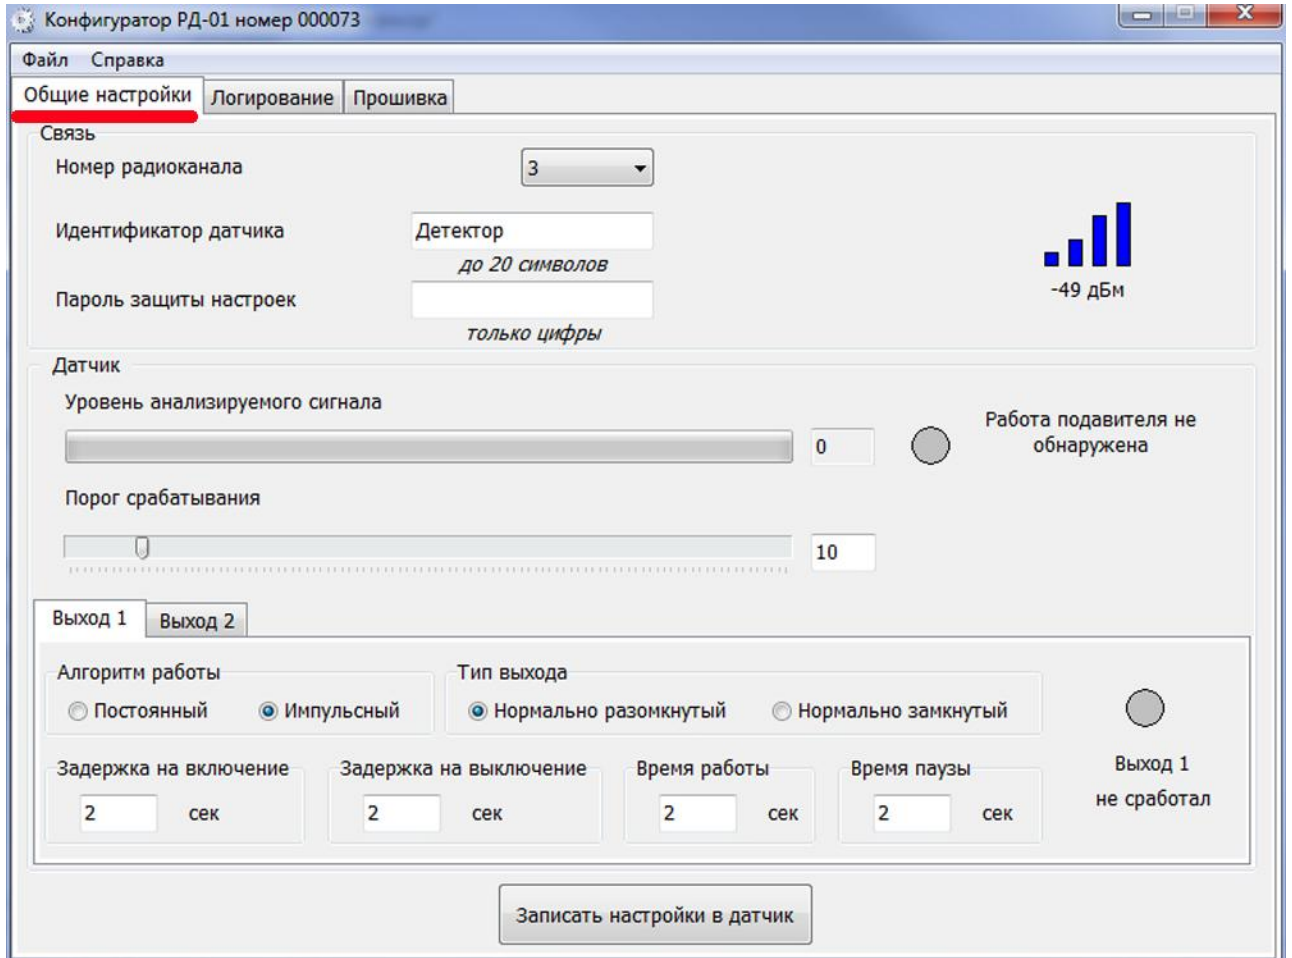 Конфигуратор РД-01 номер 000073
Файл Справка
Общие настройки Логирование Прошивка
Связь
Номер радиоканала 3
Идентификатор датчика Детектор
до 20 символов
Пароль защиты настроек
только цифры
-49 дБм
Датчик
Уровень анализируемого сигнала
0
Работа подавителя не
обнаружена
Порог срабатывания
10
Выход 1 Выход 2
Алгоритм работы Тип выхода
Постоянный Импульсный Нормально разомкнутый Нормально замкнутый
Задержка на включение Задержка на выключение Время работы Время паузы
2 сек 2 сек 2 сек 2 сек
Выход 1
не сработал
Записать настройки в датчик